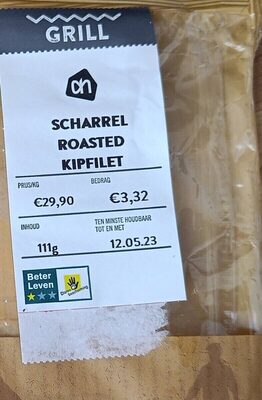 GRILL
ah
SCHARREL
ROASTED
KIPFILET
PRIJS/KG BEDRAG
€29,90 €3,32
INHOUD TEN MINSTE HOUDBAAR
TOT EN MET
111g 12.05.23
Beter
Leven